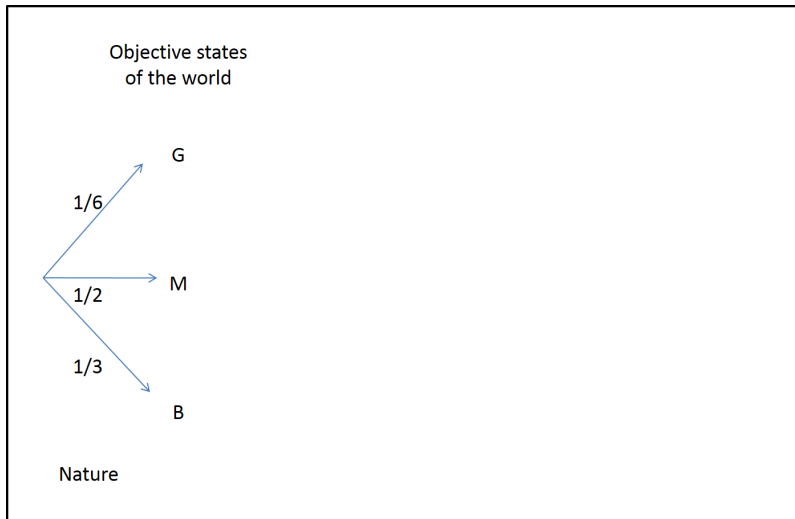 Objective states
of the world
G
1/6
M
1/2
1/3
B
Nature